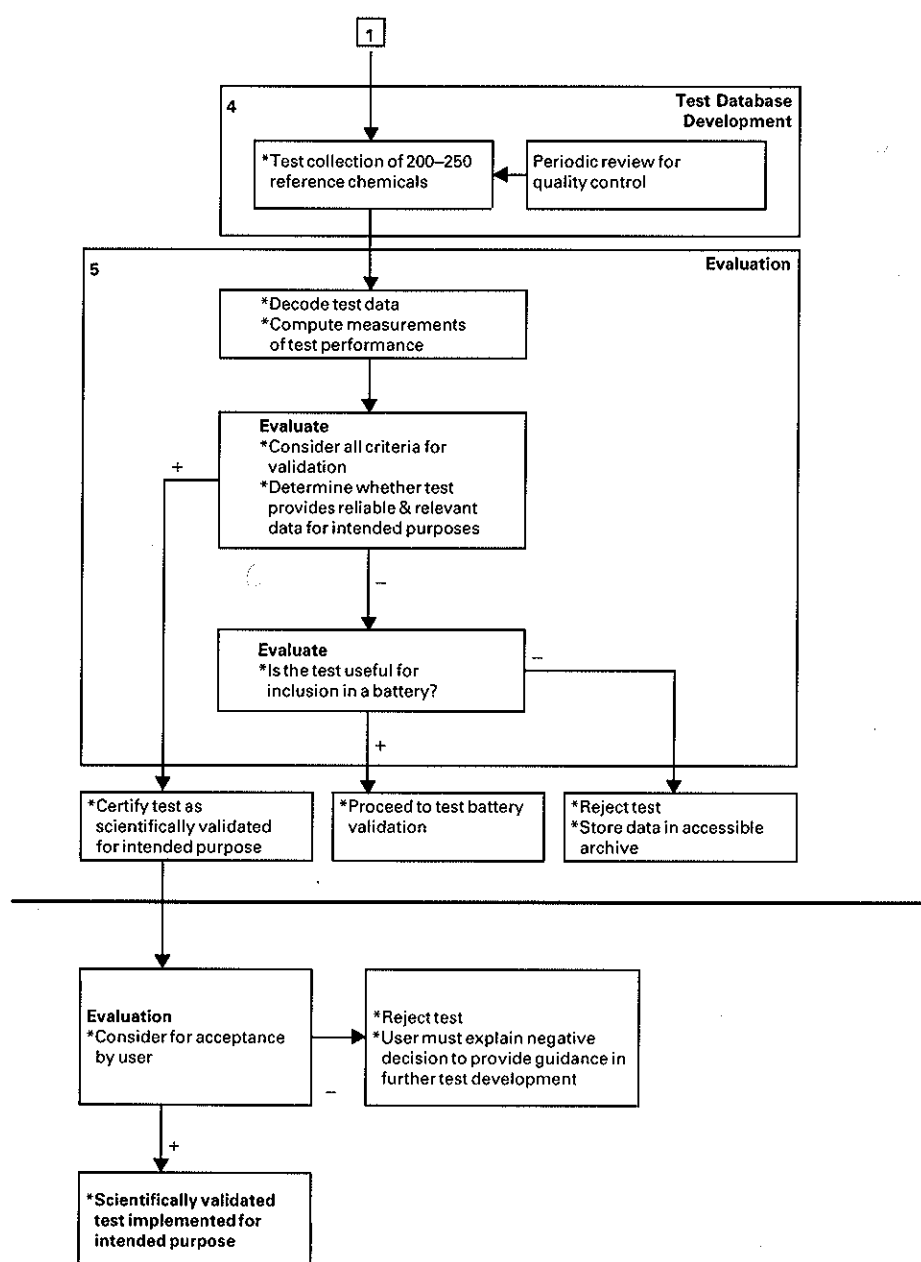 1
4
Test Database
Development
*Test collection of 200–250
reference chemicals
Periodic review for
quality control
5
Evaluation
*Decode test data
*Compute measurements
of test performance
Evaluate
*Consider all criteria for
validation
*Determine whether test
provides reliable & relevant
data for intended purposes
+
–
Evaluate
*Is the test useful for
inclusion in a battery?
–
+
*Certify test as
scientifically validated
for intended purpose
*Proceed to test battery
validation
*Reject test
*Store data in accessible
archive
Evaluation
*Consider for acceptance
by user
–
*Reject test
*User must explain negative
decision to provide guidance in
further test development
+
*Scientifically validated
test implemented for
intended purpose